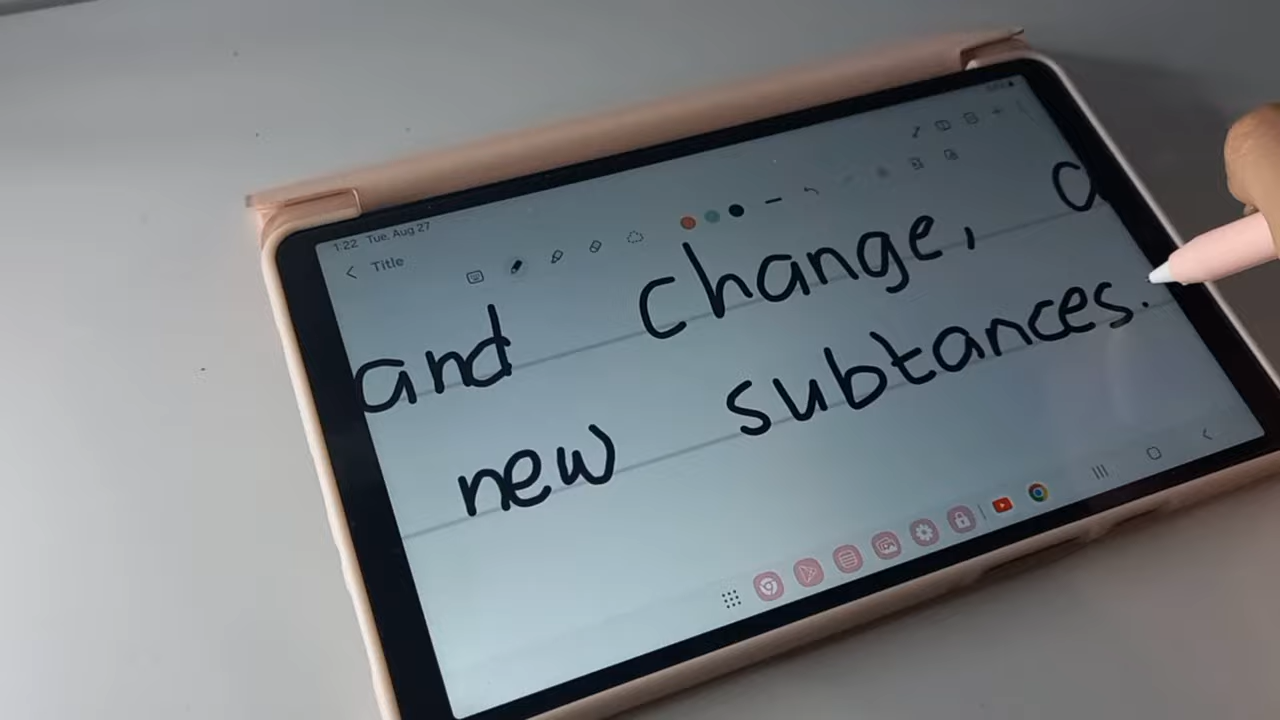 1:22 Tue, Aug 27
Title
and change, a
new subtances.